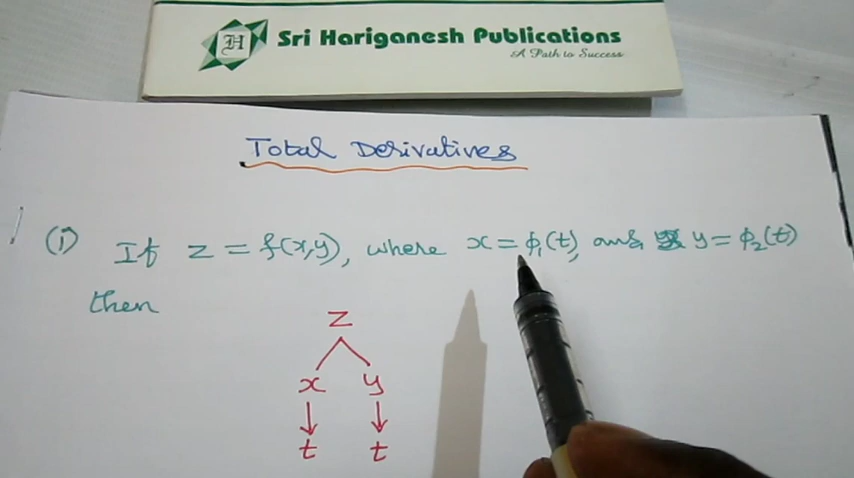 H Sri Hariganesh Publications
A Path to Success
Total Derivatives
(1) If z = f(x,y), where x = ϕ₁(t), and y = ϕ₂(t)
then
z
x y
↓ ↓
t t